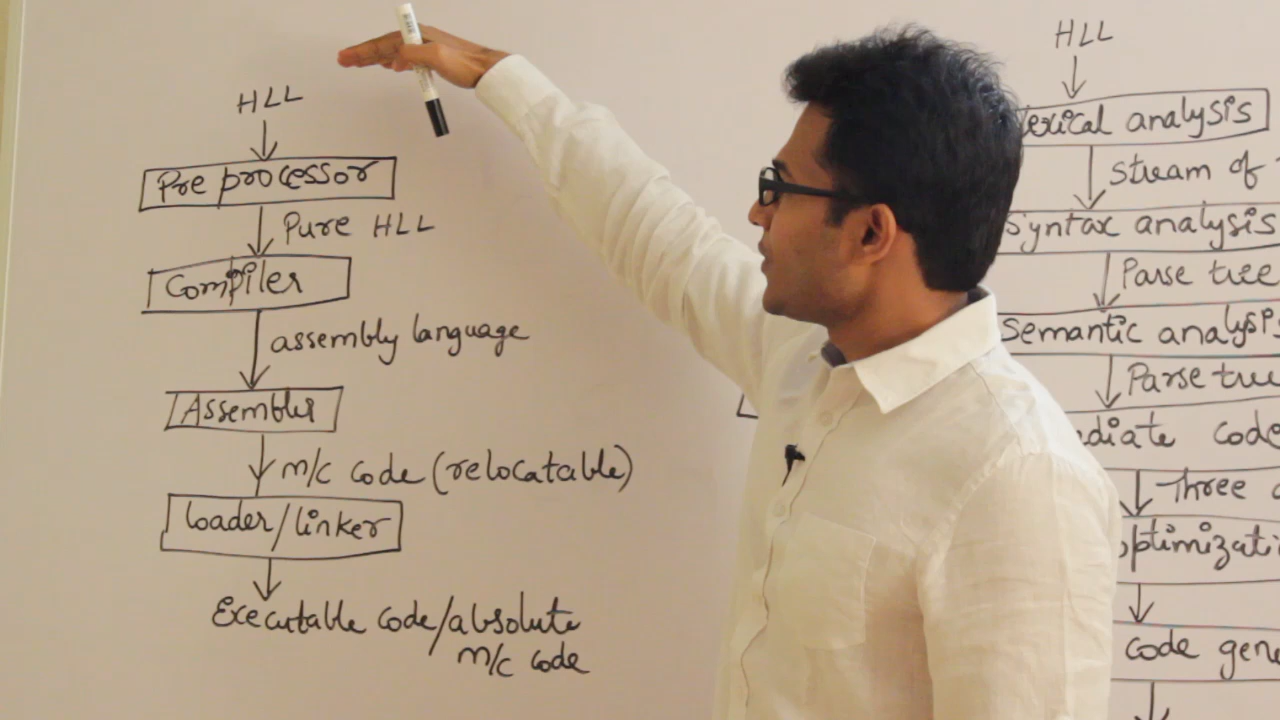 HLL
Pre processor
Pure HLL
Compiler
assembly language
Assembler
m/c code (relocatable)
loader/linker
Executable code/absolute
m/c code
HLL
lexical analysis
Stream of
Syntax analysis
Parse tree
Semantic analysis
Parse tree
code
Three
code